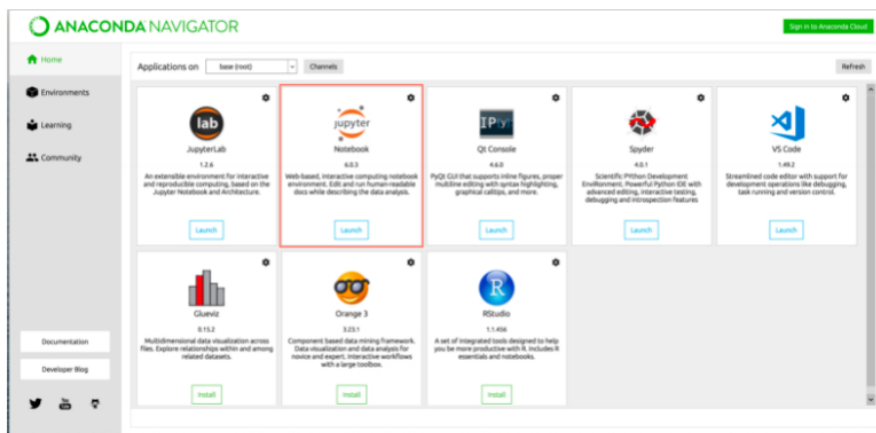 ANACONDA NAVIGATOR
Sign in to Anaconda Cloud
Home
Environments
Learning
Community
Documentation
Developer Blog
You
Tube
Applications on
base (root)
Channels
Refresh
lab
JupyterLab
1.2.6
An extensible environment for interactive
and reproducible computing, based on the
Jupyter Notebook and Architecture.
Launch
jupyter
Notebook
6.0.3
Web-based, interactive computing notebook
environment. Edit and run human-readable
docs while describing the data analysis.
Launch
IP
Qt Console
4.6.0
PyQt GUI that supports inline figures, proper
multiline editing with syntax highlighting,
graphical calltips, and more.
Launch
Spyder
4.0.1
Scientific PYthon Development
EnviRonment. Powerful Python IDE with
advanced editing, interactive testing,
debugging and introspection features
Launch
VS Code
1.49.2
Streamlined code editor with support for
development operations like debugging,
task running and version control.
Launch
Glueviz
0.15.2
Multidimensional data visualization across
files. Explore relationships within and among
related datasets.
Install
Orange 3
3.23.1
Component based data mining framework.
Data visualization and data analysis for
novice and expert. Interactive workflows
with a large toolbox.
Install
R
RStudio
1.1.456
A set of integrated tools designed to help
you be more productive with R. Includes R
essentials and notebooks.
Install